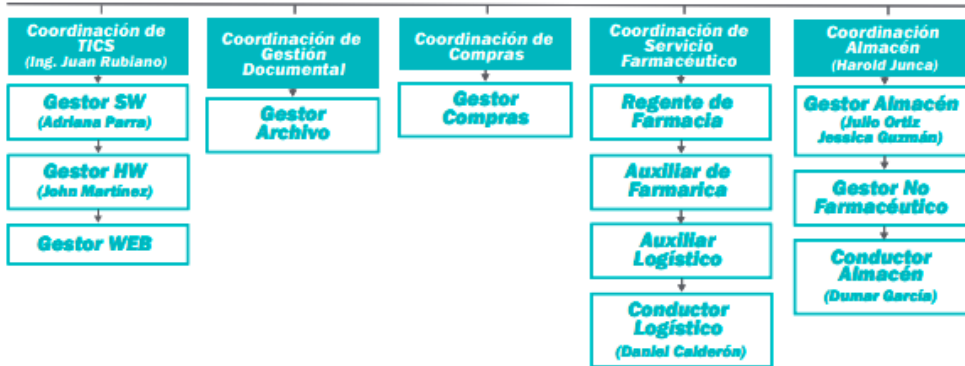 Coordinación de
TICS
(Ing. Juan Rubiano)
Gestor SW
(Adriana Parra)
Gestor HW
(John Martínez)
Gestor WEB
Coordinación de
Gestión
Documental
Gestor
Archivo
Coordinación de
Compras
Gestor
Compras
Coordinación de
Servicio
Farmacéutico
Regente de
Farmacia
Auxiliar de
Farmarica
Auxiliar
Logístico
Conductor
Logístico
(Daniel Calderón)
Coordinación
Almacén
(Harold Junca)
Gestor Almacén
(Julio Ortiz
Jessica Guzmán)
Gestor No
Farmacéutico
Conductor
Almacén
(Dumar García)